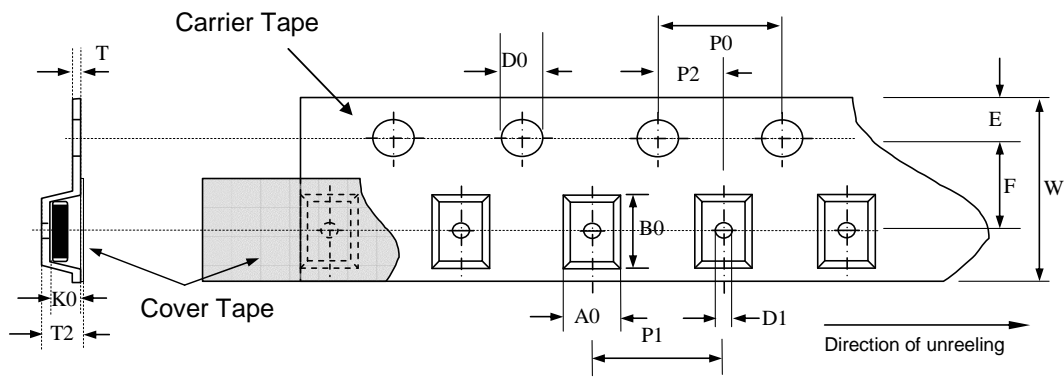 Carrier Tape
T
D0
P0
P2
E
F
W
B0
K0
Cover Tape
T2
A0
D1
P1
Direction of unreeling